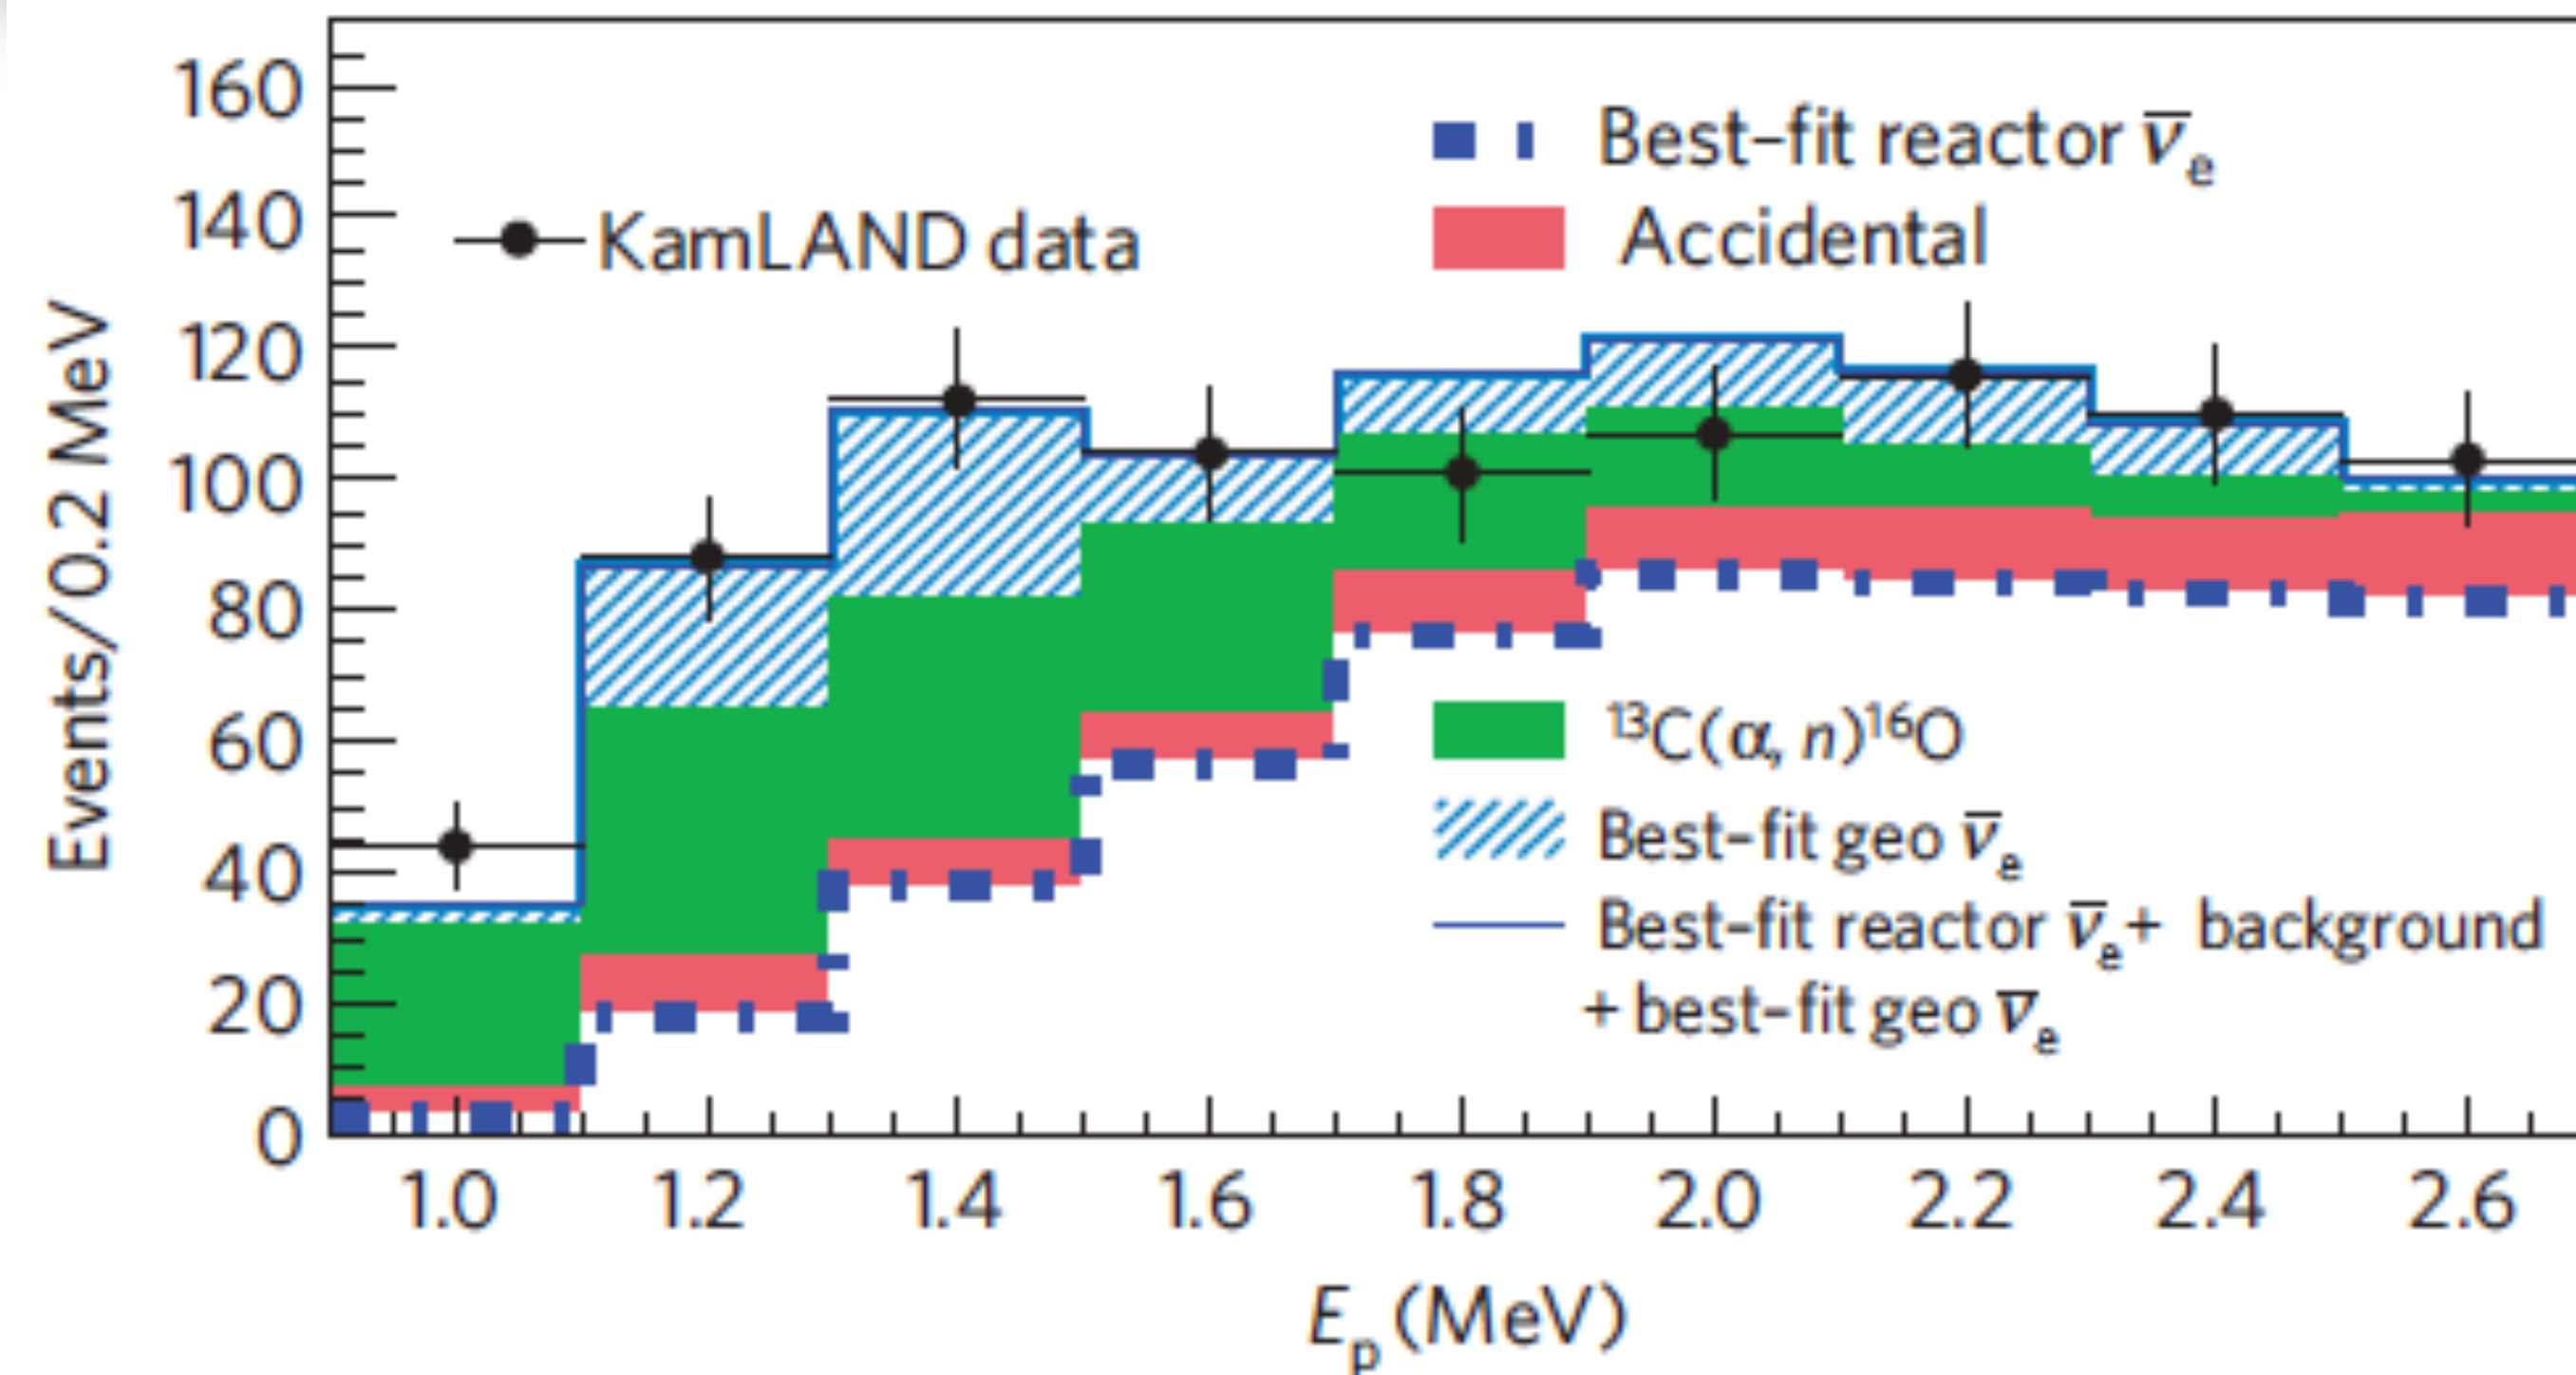 160
140
120
100
80
60
40
20
0
Events/0.2 MeV
KamLAND data
Best-fit reactor ν̅e
Accidental
¹³C(α, n)¹⁶O
Best-fit geo ν̅e
Best-fit reactor ν̅e + background
+ best-fit geo ν̅e
1.0 1.2 1.4 1.6 1.8 2.0 2.2 2.4 2.6
Ep (MeV)